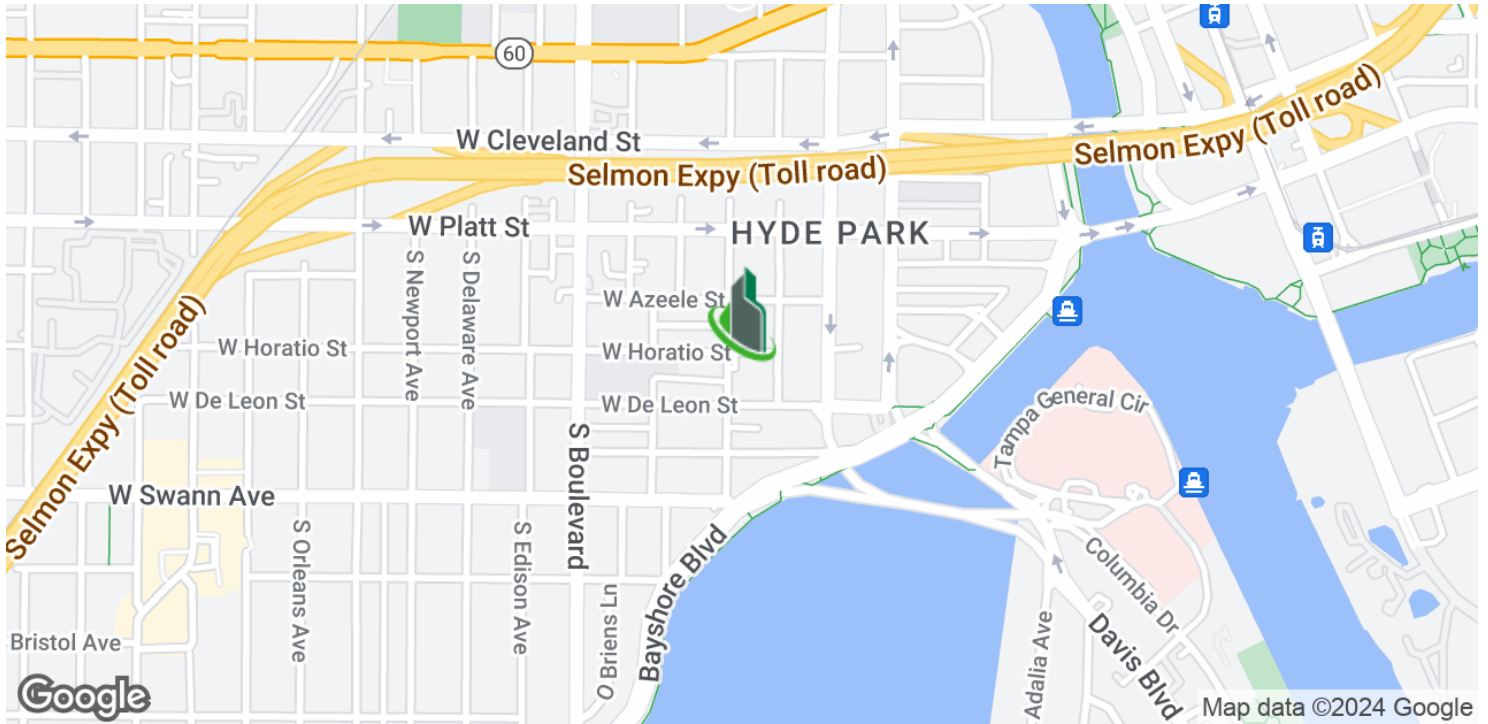 60
W Cleveland St
Selmon Expy (Toll road)
Selmon Expy (Toll road)
W Platt St
HYDE PARK
S Newport Ave
S Delaware Ave
W Azeele St
Selmon Expy (Toll road)
W Horatio St
W Horatio St
W De Leon St
W De Leon St
Tampa General Cir
S Boulevard
W Swann Ave
S Orleans Ave
S Edison Ave
Bayshore Blvd
O Briens Ln
Columbia Dr
Adalia Ave
Davis Blvd
Bristol Ave
Google
Map data ©2024 Google